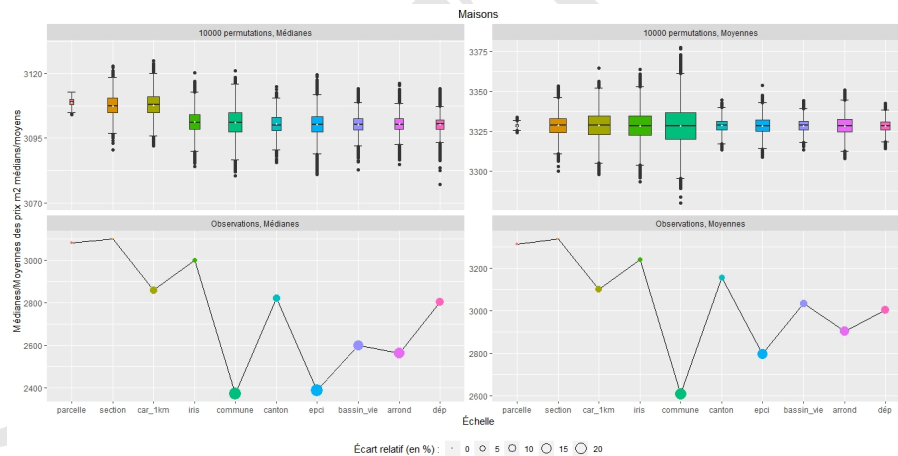 Maisons
10000 permutations, Médianes
10000 permutations, Moyennes
3120
3095
3070
3375
3350
3325
3300
Médianes/Moyennes des prix m2 médians/moyens
Observations, Médianes
Observations, Moyennes
3000
2800
2600
2400
3200
3000
2800
2600
parcelle section car_1km iris commune canton epci bassin_vie arrond dép
parcelle section car_1km iris commune canton epci bassin_vie arrond dép
Échelle
Écart relatif (en %) : 0 5 10 15 20